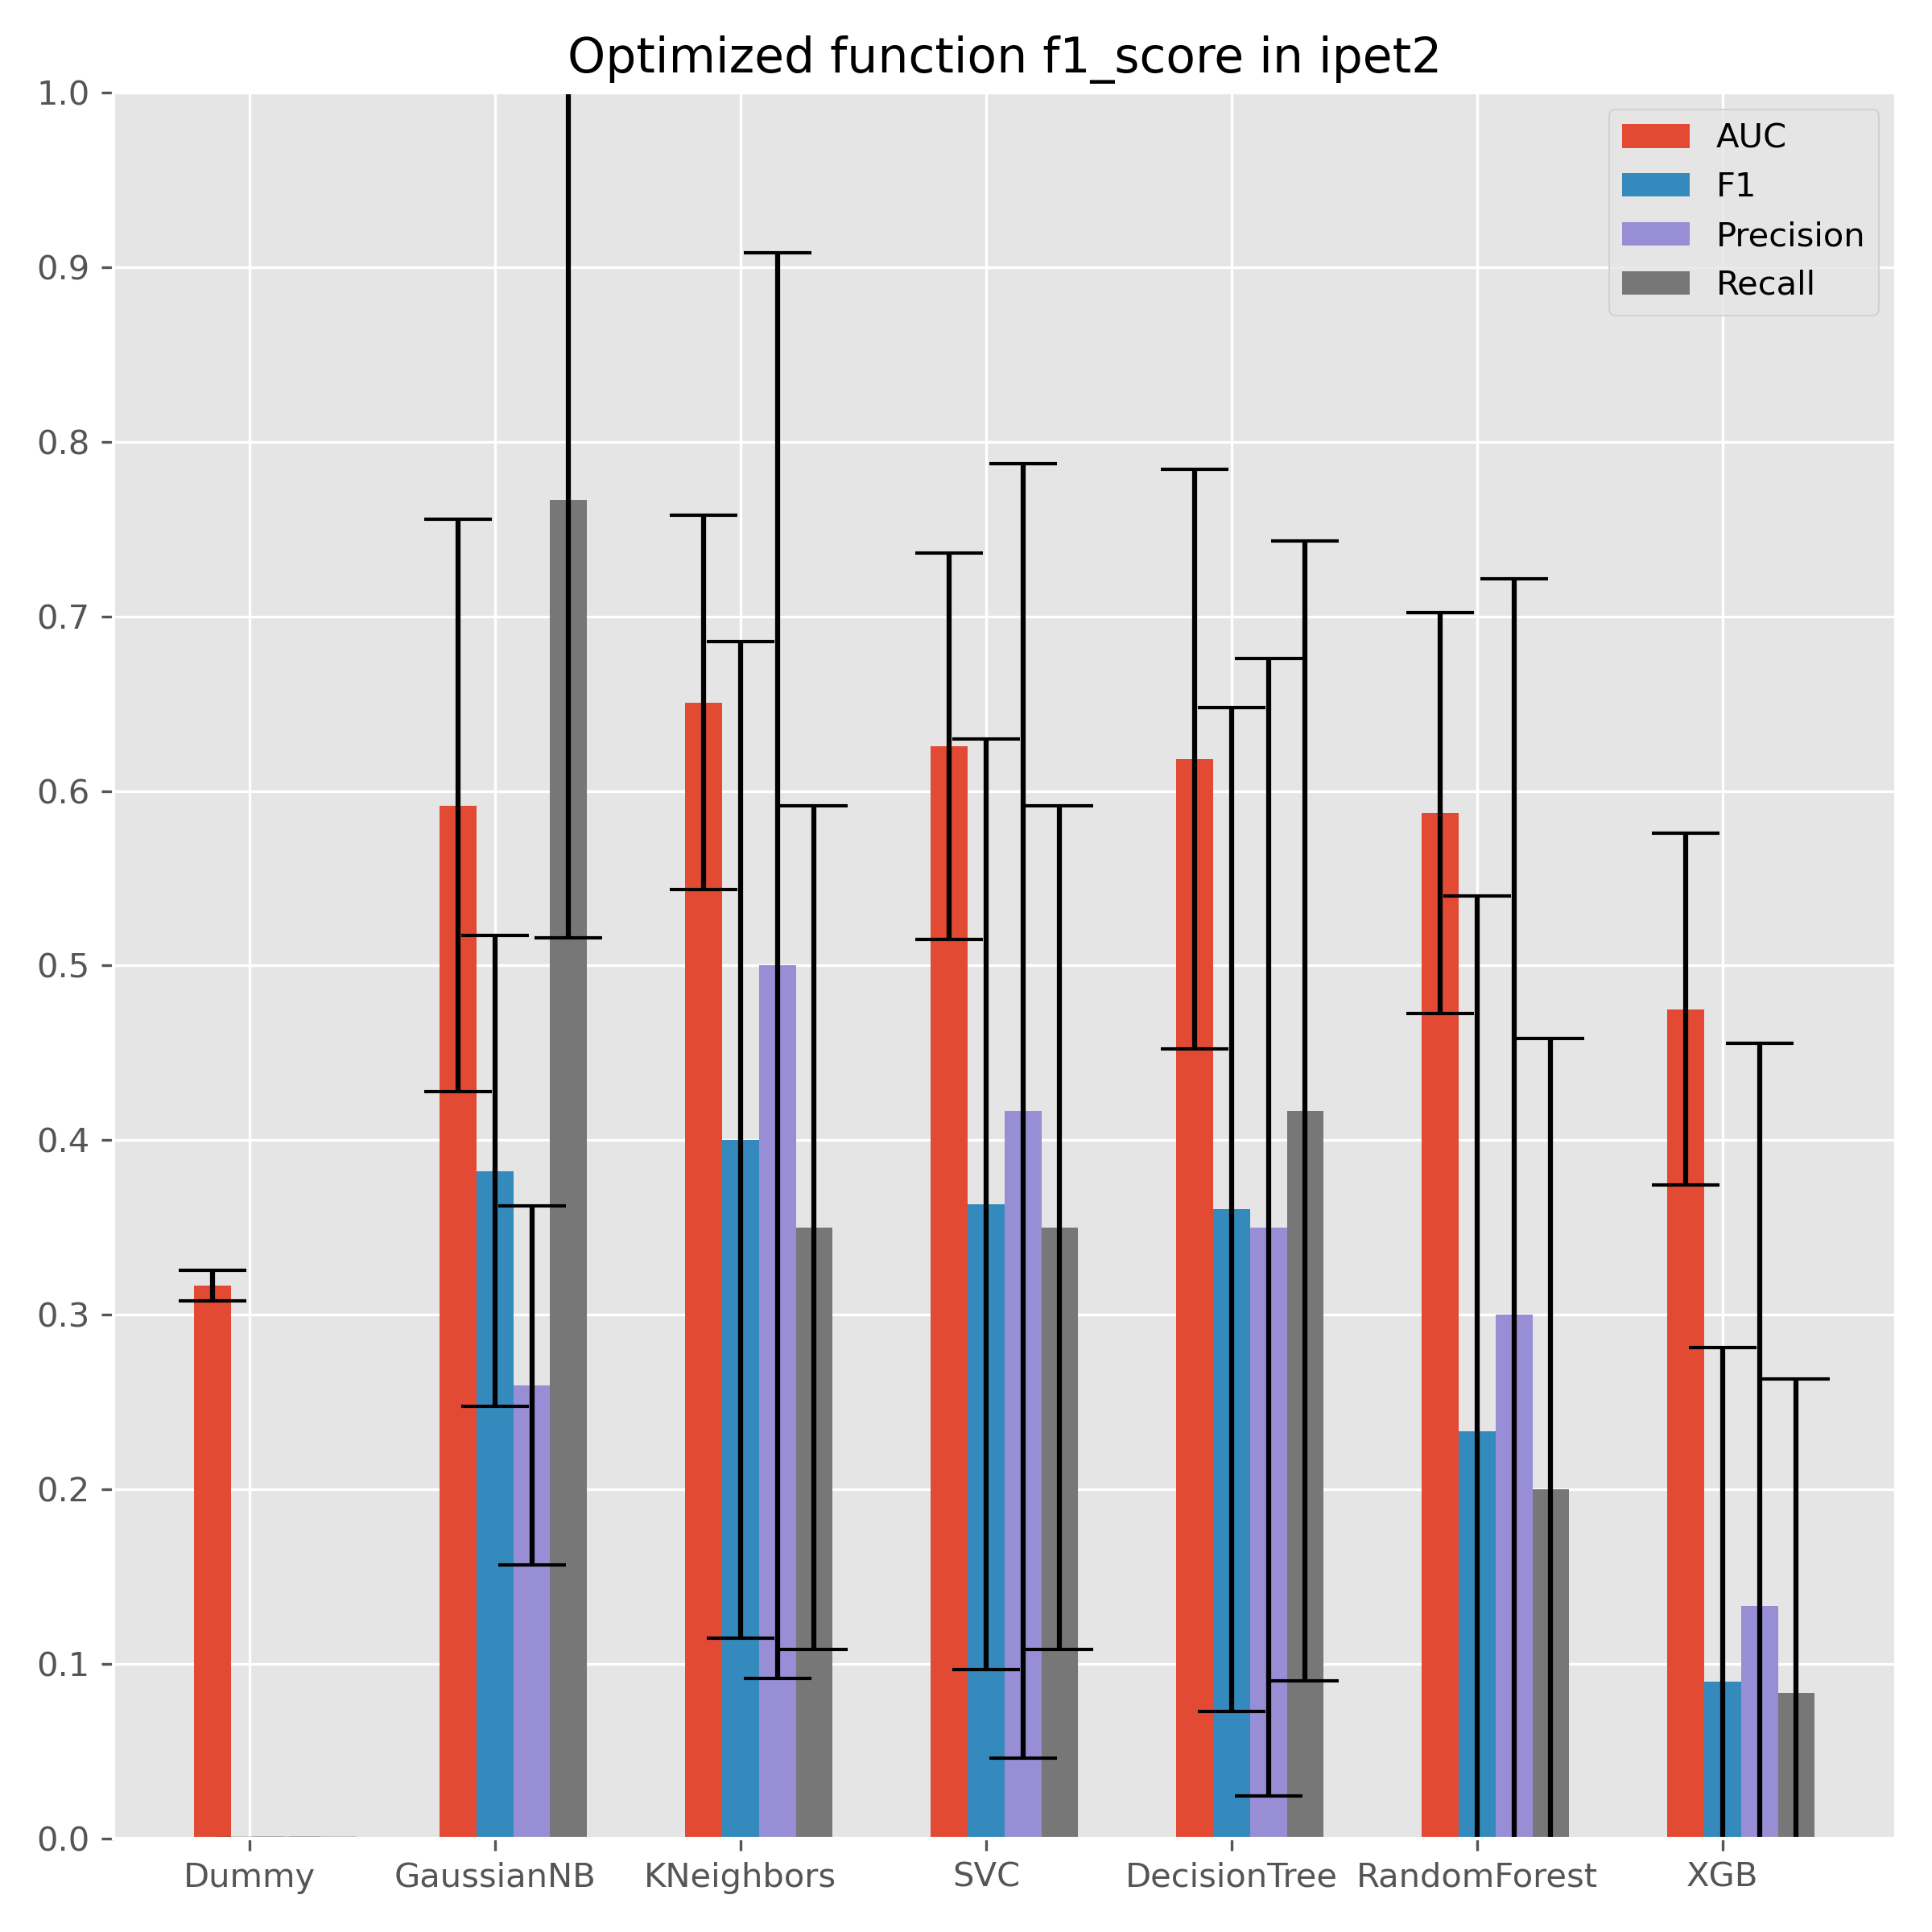 Optimized function f1_score in ipet2
1.0
0.9
0.8
0.7
0.6
0.5
0.4
0.3
0.2
0.1
0.0
AUC
F1
Precision
Recall
Dummy GaussianNB KNeighbors SVC DecisionTree RandomForest XGB